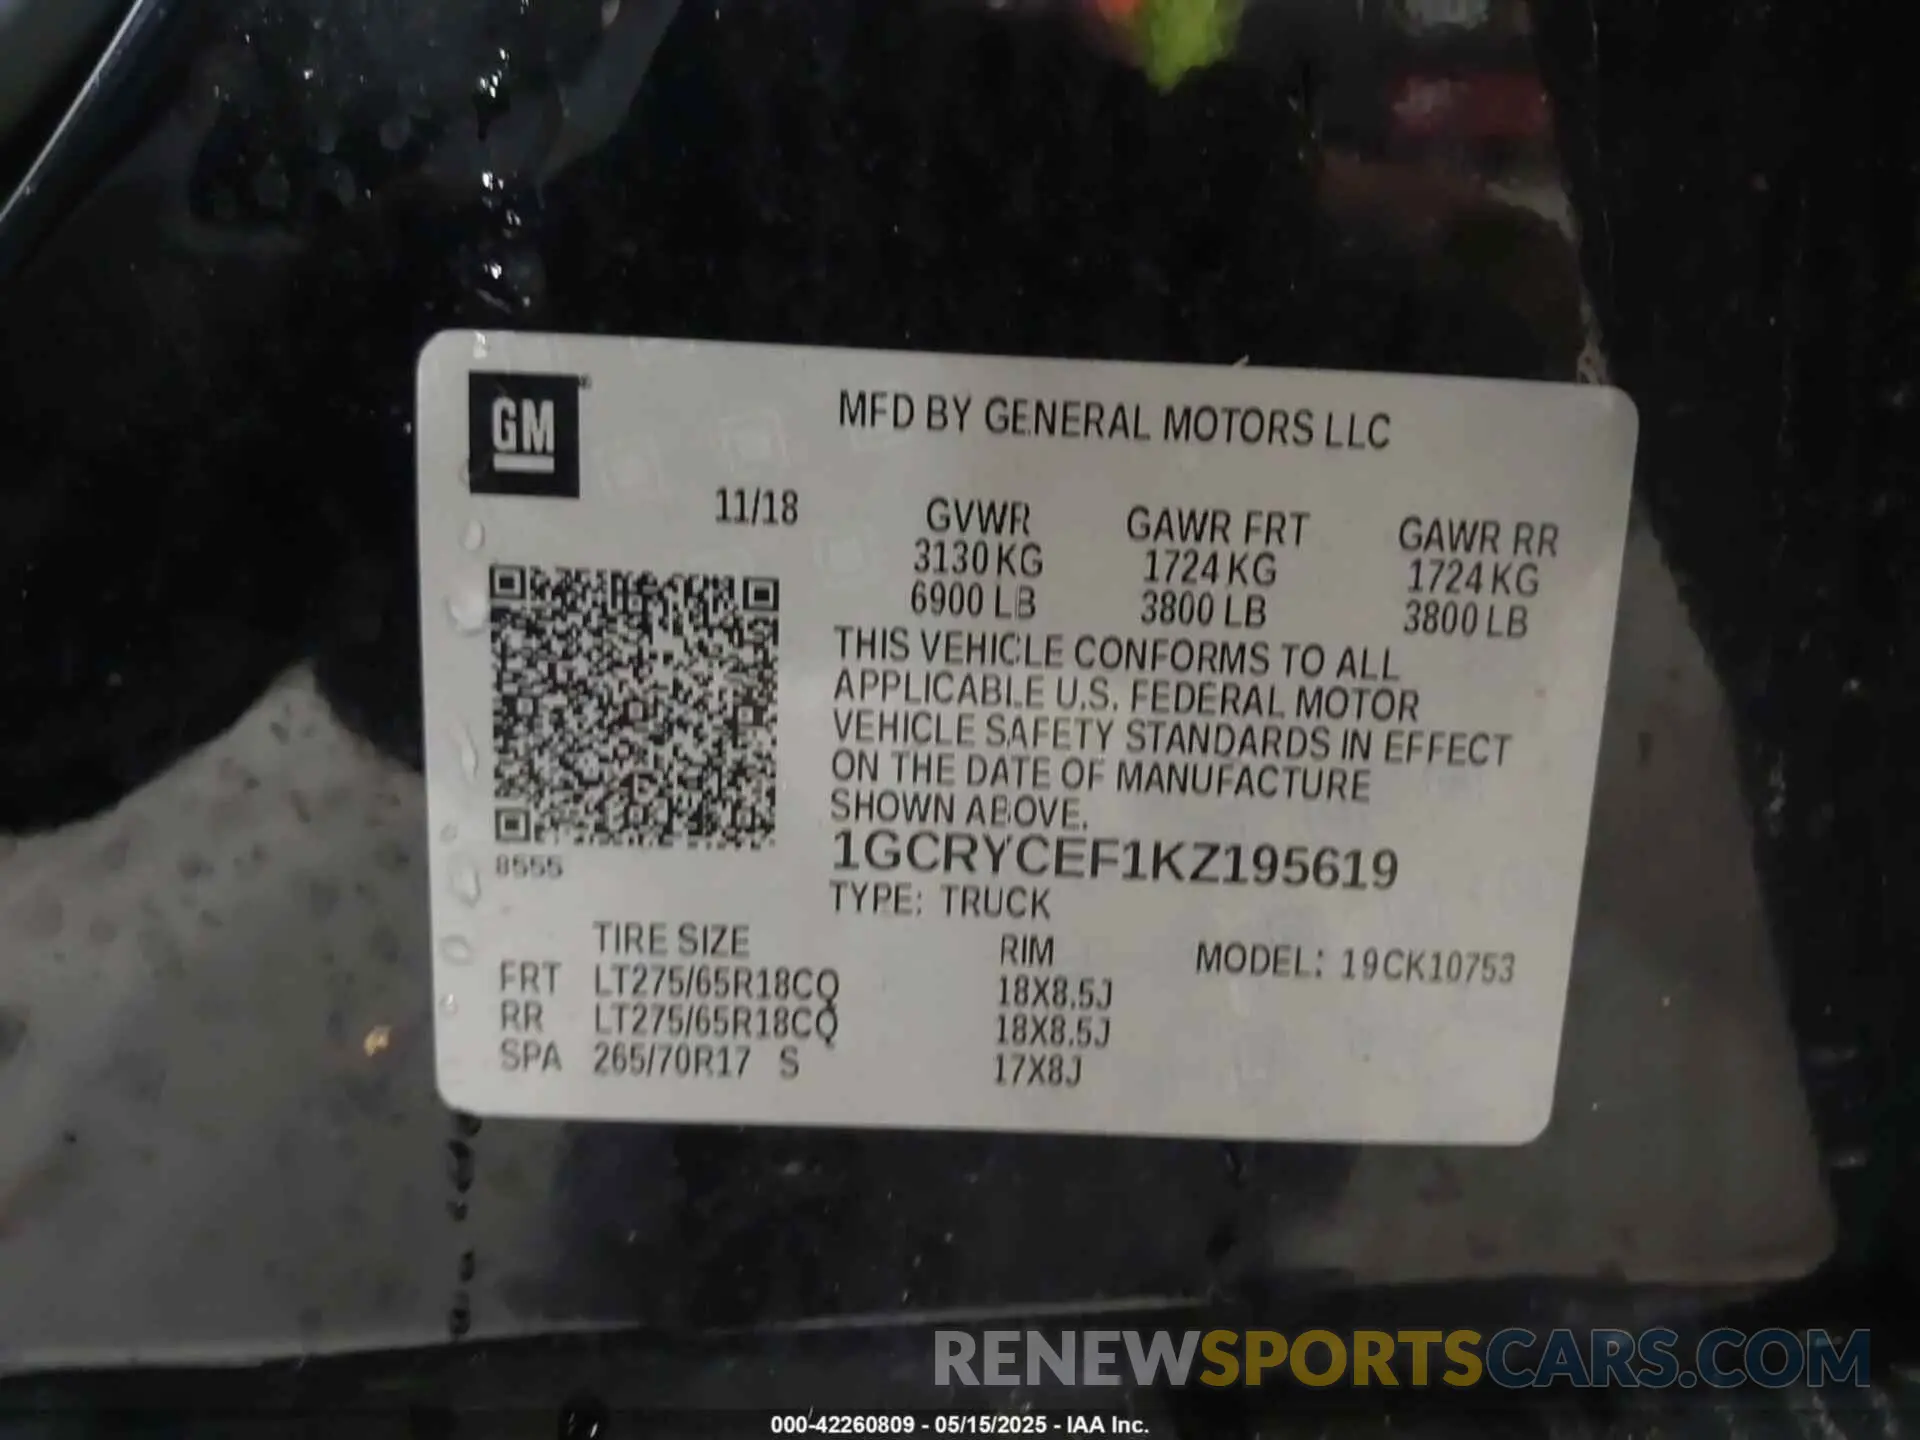 GM
MFD BY GENERAL MOTORS LLC
11/18
GVWR GAWR FRT GAWR RR
3130 KG 1724 KG 1724 KG
6900 LB 3800 LB 3800 LB
THIS VEHICLE CONFORMS TO ALL
APPLICABLE U.S. FEDERAL MOTOR
VEHICLE SAFETY STANDARDS IN EFFECT
ON THE DATE OF MANUFACTURE
SHOWN ABOVE.
8555
1GCRYCEF1KZ195619
TYPE: TRUCK
TIRE SIZE RIM MODEL: 19CK10753
FRT LT275/65R18CQ 18X8.5J
RR LT275/65R18CQ 18X8.5J
SPA 265/70R17 S 17X8J
RENEWSPORTSCARS.COM
000-42260809 - 05/15/2025 - IAA Inc.